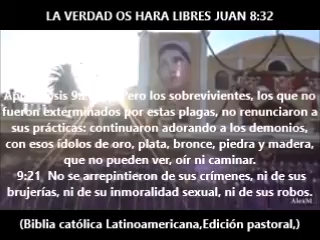 LA VERDAD OS HARA LIBRES JUAN 8:32
los sobrevivientes, los que no
fueron exterminados por estas plagas, no renunciaron a
sus prácticas: continuaron adorando a los demonios,
con esos ídolos de oro, plata, bronce, piedra y madera,
que no pueden ver, oír ni caminar.
9:21 No se arrepintieron de sus crímenes, ni de sus
brujerías, ni de su inmoralidad sexual, ni de sus robos.
AlexM
(Biblia católica Latinoamericana,Edición pastoral,)